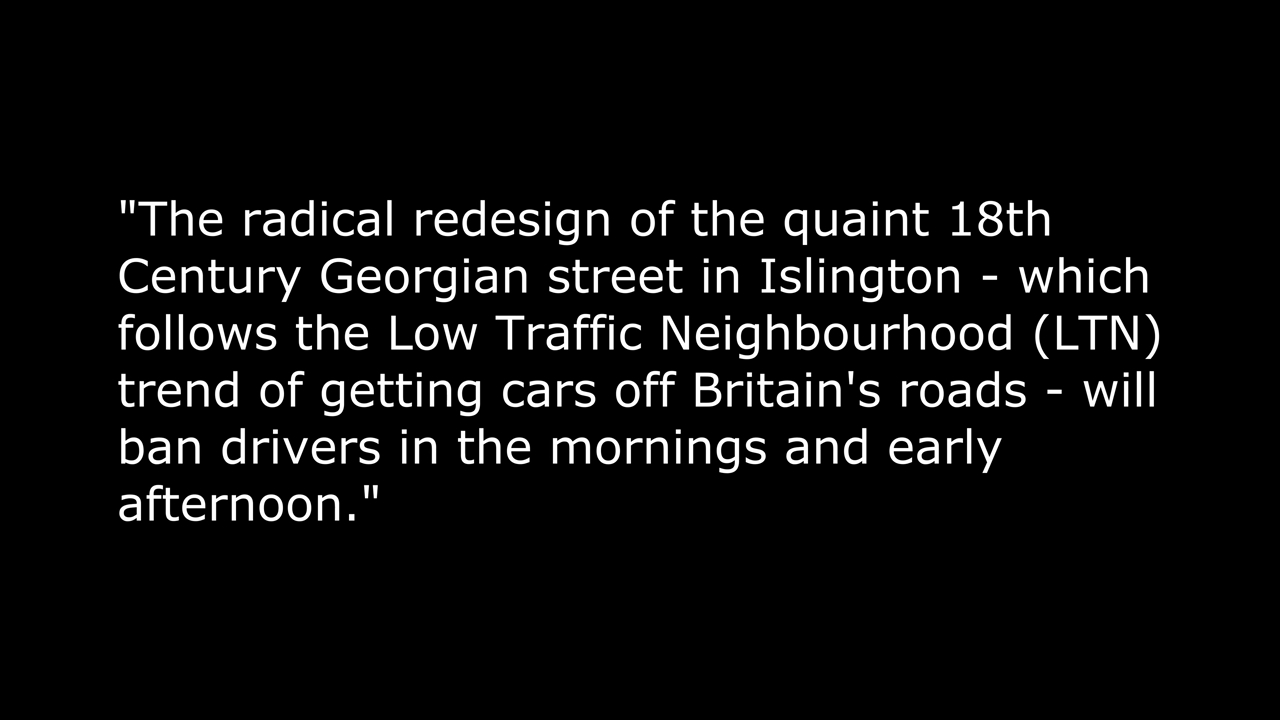 "The radical redesign of the quaint 18th
Century Georgian street in Islington - which
follows the Low Traffic Neighbourhood (LTN)
trend of getting cars off Britain's roads - will
ban drivers in the mornings and early
afternoon."